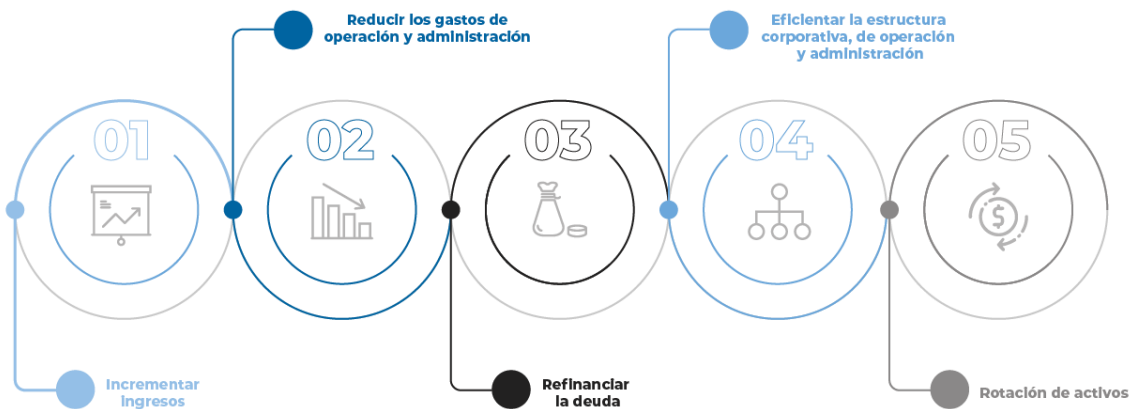 Reducir los gastos de
operación y administración
Eficientar la estructura
corporativa, de operación
y administración
01
02
03
04
05
$
Incrementar
ingresos
Refinanciar
la deuda
Rotación de activos